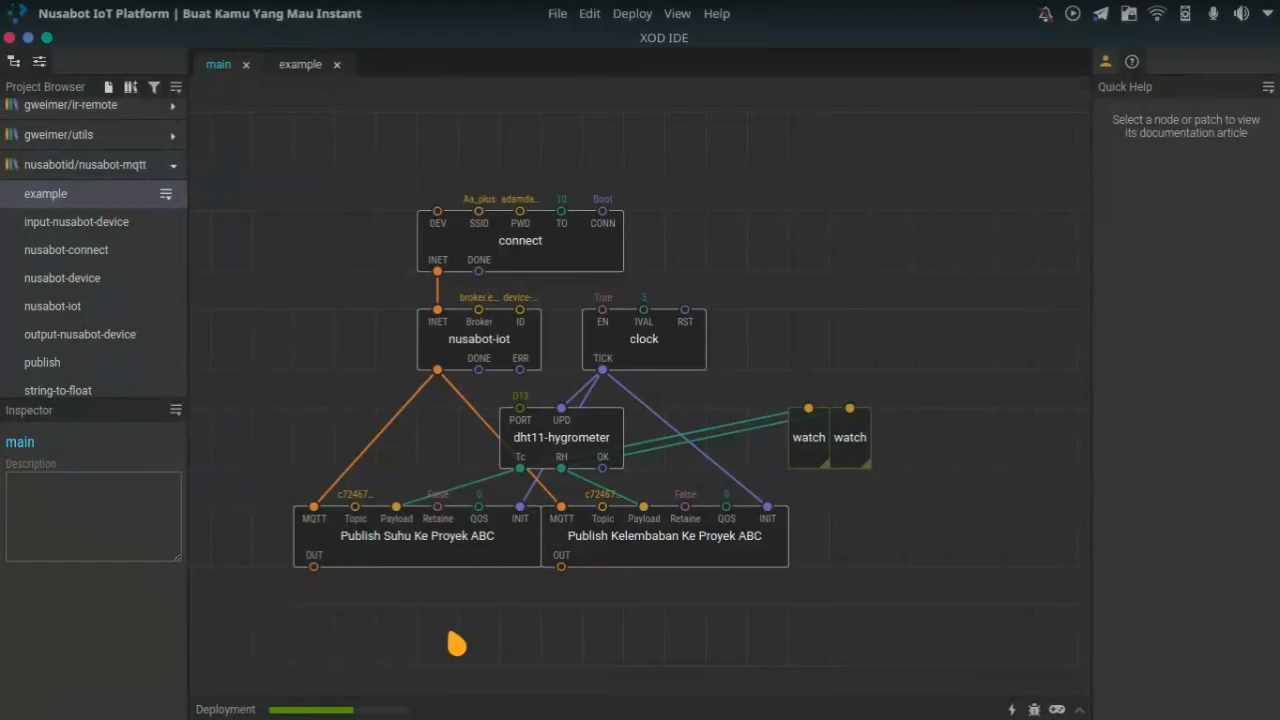 Nusabot IoT Platform | Buat Kamu Yang Mau Instant
File Edit Deploy View Help
XOD IDE
main
example
Project Browser
gweimer/ir-remote
gweimer/utils
nusabotid/nusabot-mqtt
example
input-nusabot-device
nusabot-connect
nusabot-device
nusabot-iot
output-nusabot-device
publish
string-to-float
Inspector
main
Description
Aa_plus adamda... 10 Boot
DEV SSID PWD TO CONN
connect
INET DONE
broker.e... device-...
INET Broker ID
nusabot-iot
DONE ERR
True 3
EN IVAL RST
clock
TICK
D13
PORT UPD
dht11-hygrometer
Tc RH OK
watch
watch
c72467... False 0
MQTT Topic Payload Retaine QOS INIT
Publish Suhu Ke Proyek ABC
OUT
c72467... False 0
MQTT Topic Payload Retaine QOS INIT
Publish Kelembaban Ke Proyek ABC
OUT
Quick Help
Select a node or patch to view
its documentation article
Deployment